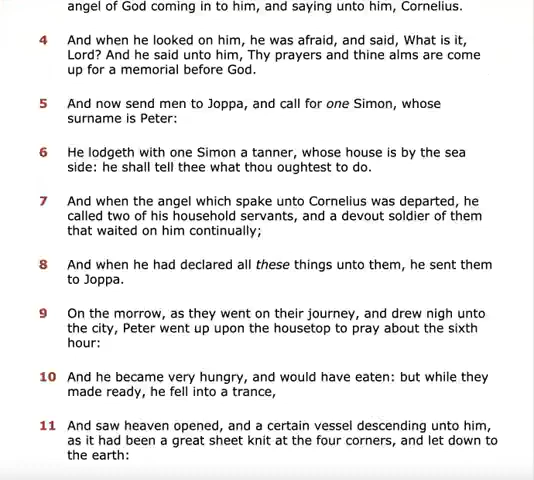 angel of God coming in to him, and saying unto him, Cornelius.
4 And when he looked on him, he was afraid, and said, What is it,
Lord? And he said unto him, Thy prayers and thine alms are come
up for a memorial before God.
5 And now send men to Joppa, and call for one Simon, whose
surname is Peter:
6 He lodgeth with one Simon a tanner, whose house is by the sea
side: he shall tell thee what thou oughtest to do.
7 And when the angel which spake unto Cornelius was departed, he
called two of his household servants, and a devout soldier of them
that waited on him continually;
8 And when he had declared all these things unto them, he sent them
to Joppa.
9 On the morrow, as they went on their journey, and drew nigh unto
the city, Peter went up upon the housetop to pray about the sixth
hour:
10 And he became very hungry, and would have eaten: but while they
made ready, he fell into a trance,
11 And saw heaven opened, and a certain vessel descending unto him,
as it had been a great sheet knit at the four corners, and let down to
the earth: